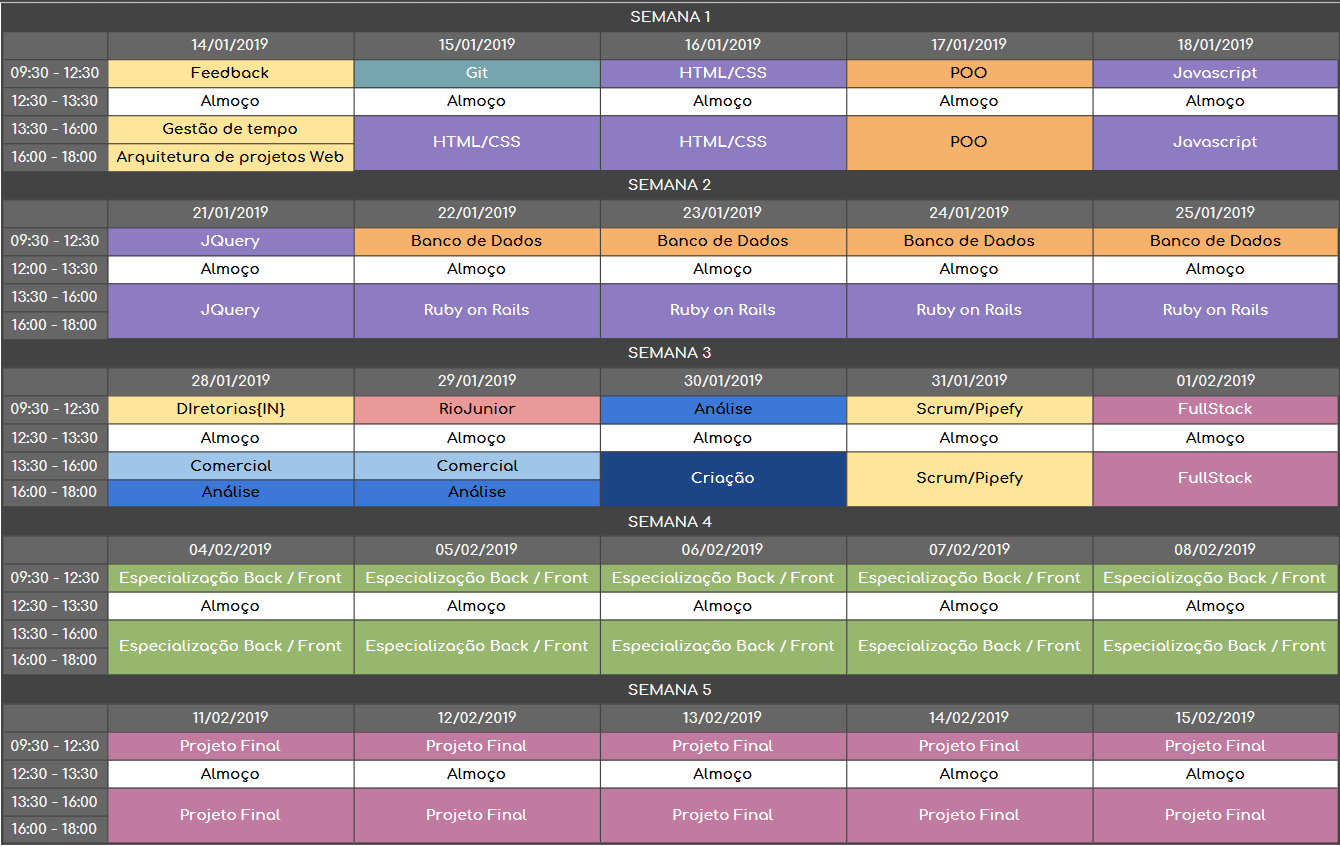 SEMANA 1
14/01/2019 15/01/2019 16/01/2019 17/01/2019 18/01/2019
09:30 - 12:30 Feedback Git HTML/CSS POO Javascript
12:30 - 13:30 Almoço Almoço Almoço Almoço Almoço
13:30 - 16:00 Gestão de tempo HTML/CSS HTML/CSS POO Javascript
16:00 - 18:00 Arquitetura de projetos Web
SEMANA 2
21/01/2019 22/01/2019 23/01/2019 24/01/2019 25/01/2019
09:30 - 12:30 JQuery Banco de Dados Banco de Dados Banco de Dados Banco de Dados
12:00 - 13:30 Almoço Almoço Almoço Almoço Almoço
13:30 - 16:00 JQuery Ruby on Rails Ruby on Rails Ruby on Rails Ruby on Rails
16:00 - 18:00
SEMANA 3
28/01/2019 29/01/2019 30/01/2019 31/01/2019 01/02/2019
09:30 - 12:30 DIretorias{IN} RioJunior Análise Scrum/Pipefy FullStack
12:30 - 13:30 Almoço Almoço Almoço Almoço Almoço
13:30 - 16:00 Comercial Comercial Criação Scrum/Pipefy FullStack
16:00 - 18:00 Análise Análise
SEMANA 4
04/02/2019 05/02/2019 06/02/2019 07/02/2019 08/02/2019
09:30 - 12:30 Especialização Back / Front Especialização Back / Front Especialização Back / Front Especialização Back / Front Especialização Back / Front
12:30 - 13:30 Almoço Almoço Almoço Almoço Almoço
13:30 - 16:00 Especialização Back / Front Especialização Back / Front Especialização Back / Front Especialização Back / Front Especialização Back / Front
16:00 - 18:00
SEMANA 5
11/02/2019 12/02/2019 13/02/2019 14/02/2019 15/02/2019
09:30 - 12:30 Projeto Final Projeto Final Projeto Final Projeto Final Projeto Final
12:30 - 13:30 Almoço Almoço Almoço Almoço Almoço
13:30 - 16:00 Projeto Final Projeto Final Projeto Final Projeto Final Projeto Final
16:00 - 18:00